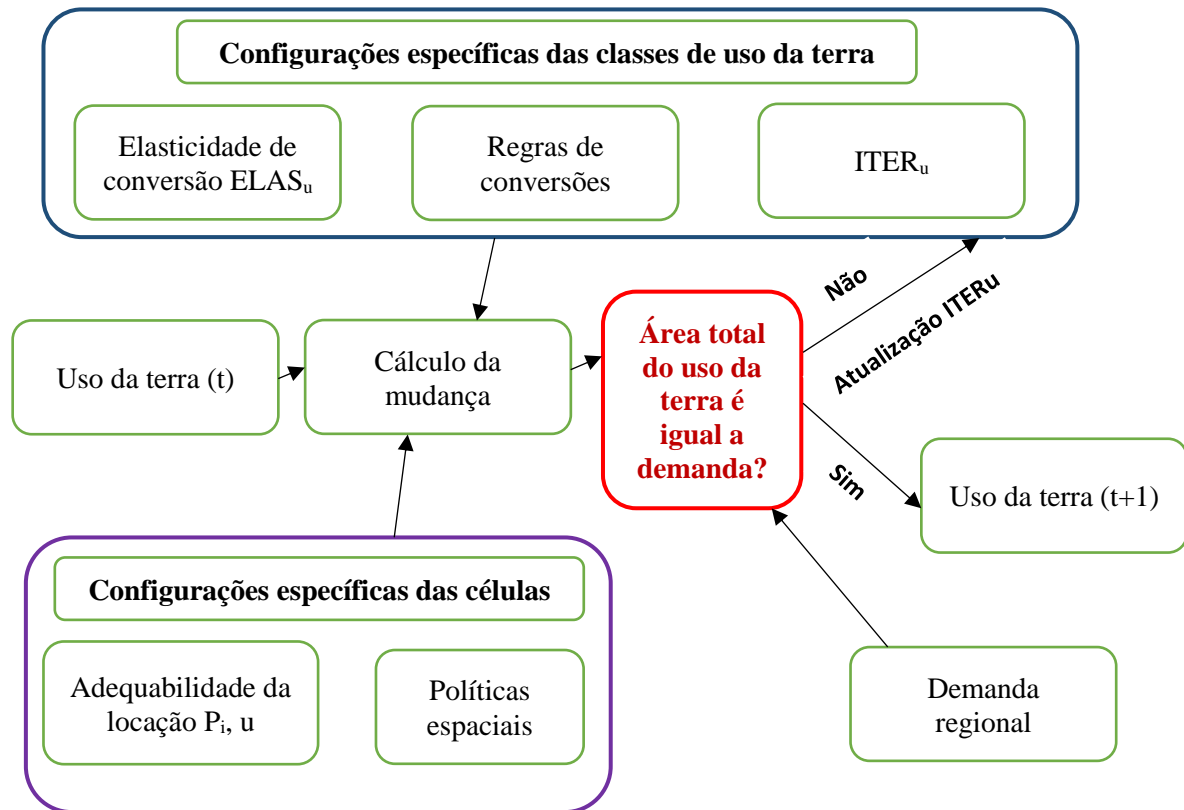 Configurações específicas das classes de uso da terra
Elasticidade de
conversão ELASu
Regras de
conversões
ITERu
Não
Atualização ITERu
Uso da terra (t)
Cálculo da
mudança
Área total
do uso da
terra é
igual a
demanda?
Sim
Uso da terra (t+1)
Configurações específicas das células
Adequabilidade da
locação Pi, u
Políticas
espaciais
Demanda
regional